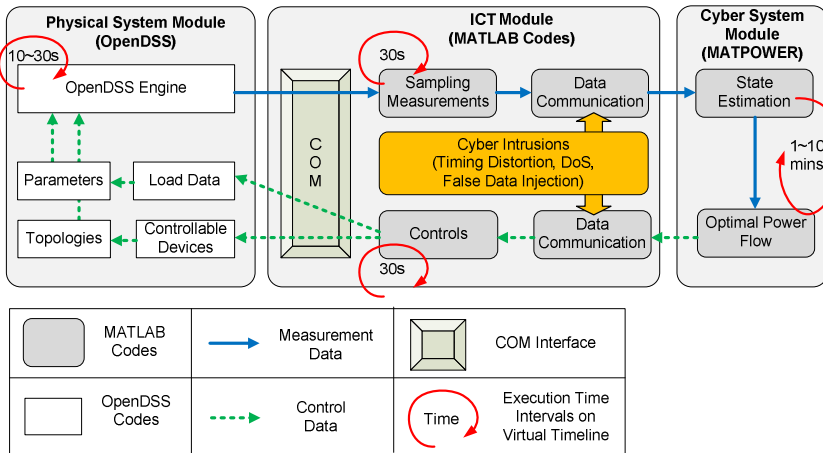 Physical System Module
(OpenDSS)
ICT Module
(MATLAB Codes)
Cyber System
Module
(MATPOWER)
10~30s
OpenDSS Engine
30s
Sampling
Measurements
Data
Communication
State
Estimation
C
O
M
Cyber Intrusions
(Timing Distortion, DoS,
False Data Injection)
1~10
mins
Parameters
Load Data
Topologies
Controllable
Devices
Controls
30s
Data
Communication
Optimal Power
Flow
MATLAB
Codes
Measurement
Data
COM Interface
OpenDSS
Codes
Control
Data
Time
Execution Time
Intervals on
Virtual Timeline